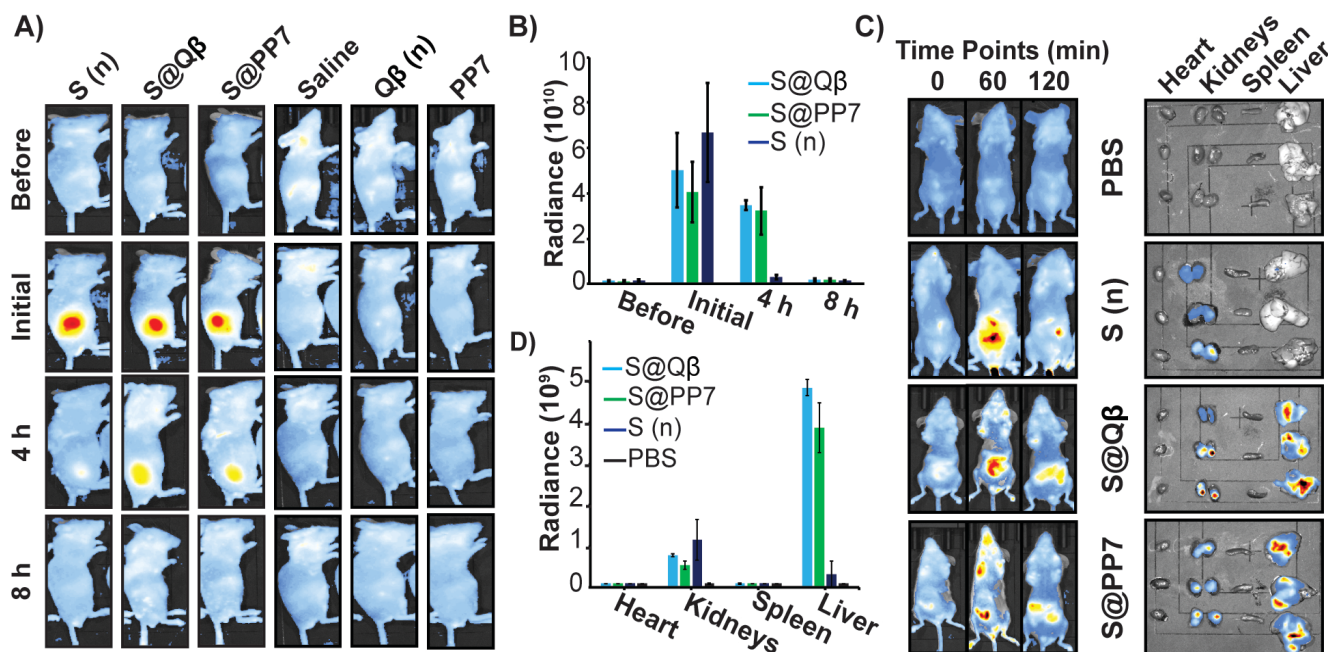 A)
S (n)
S@Qβ
S@PP7
Saline
Qβ (n)
PP7
Before
Initial
4 h
8 h
B)
Radiance (10¹⁰)
10
8
6
4
2
0
S@Qβ
S@PP7
S (n)
Before
Initial
4 h
8 h
D)
Radiance (10⁹)
5
4
3
2
1
0
S@Qβ
S@PP7
S (n)
PBS
Heart
Kidneys
Spleen
Liver
C)
Time Points (min)
0 60 120
Heart
Kidneys
Spleen
Liver
PBS
S (n)
S@Qβ
S@PP7